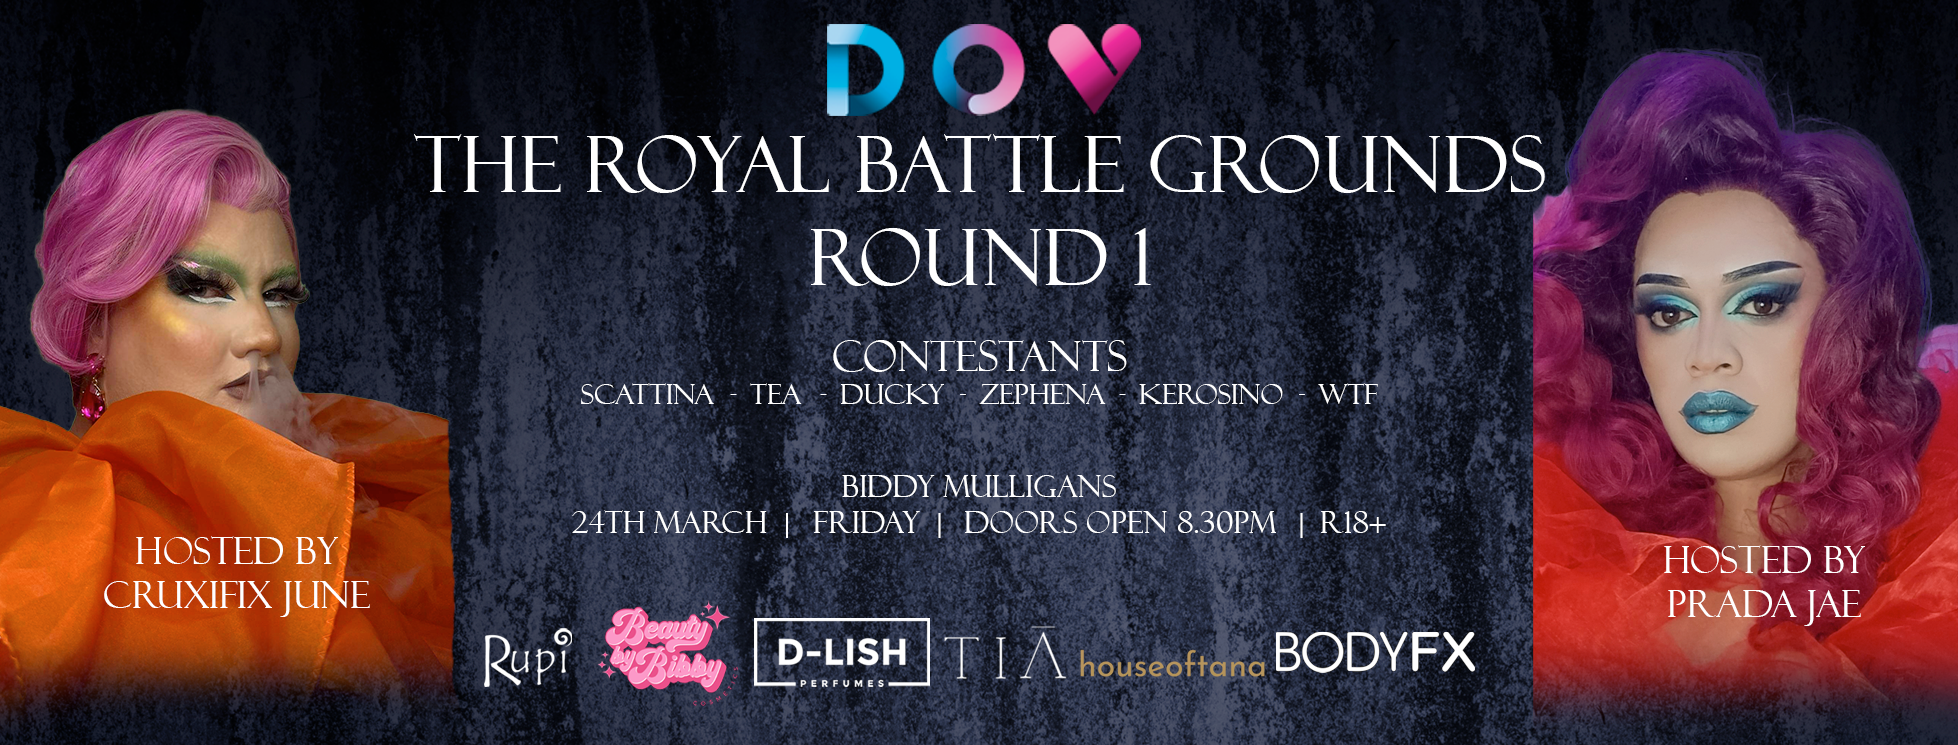 DOV
THE ROYAL BATTLE GROUNDS
ROUND 1
CONTESTANTS
SCATTINA - TEA - DUCKY - ZEPHENA - KEROSINO - WTF
BIDDY MULLIGANS
24TH MARCH | FRIDAY | DOORS OPEN 8.30PM | R18+
HOSTED BY
CRUXIFIX JUNE
HOSTED BY
PRADA JAE
Rupi
Beauty
by Bibby
D-LISH
PERFUMES
TIĀ
houseoftana
BODYFX